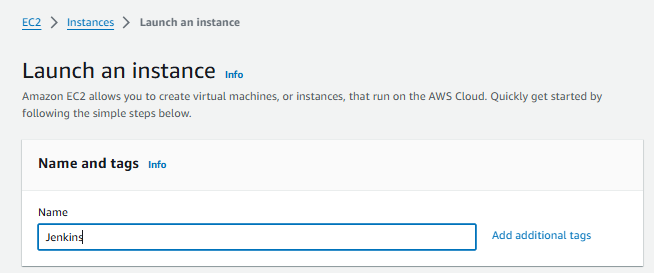 EC2 > Instances > Launch an instance
Launch an instance Info
Amazon EC2 allows you to create virtual machines, or instances, that run on the AWS Cloud. Quickly get started by
following the simple steps below.
Name and tags Info
Name
Jenkins Add additional tags